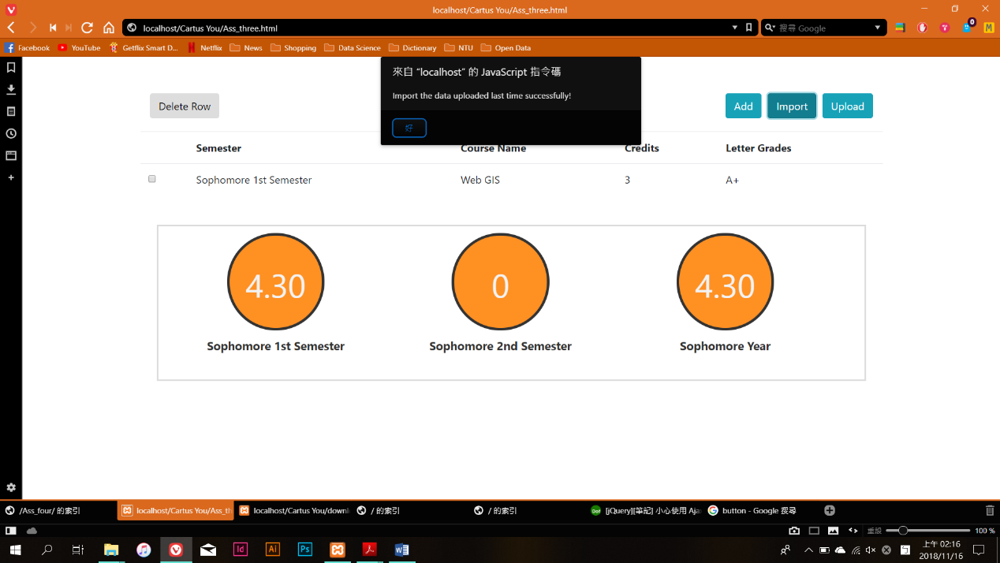 localhost/Cartus You/Ass_three.html
localhost/Cartus You/Ass_three.html
搜尋 Google
0
Facebook YouTube Getflix Smart D... Netflix News Shopping Data Science Dictionary NTU Open Data
來自 “localhost” 的 JavaScript 指令碼
Import the data uploaded last time successfully!
好
Delete Row
Add Import Upload
Semester Course Name Credits Letter Grades
Sophomore 1st Semester Web GIS 3 A+
4.30 0 4.30
Sophomore 1st Semester Sophomore 2nd Semester Sophomore Year
/Ass_four/ 的索引 localhost/Cartus You/Ass_th localhost/Cartus You/downl / 的索引 / 的索引 [jQuery][筆記] 小心使用 Aja button - Google 搜尋
重設 100 %
Id Ai Ps
上午 02:16
2018/11/16